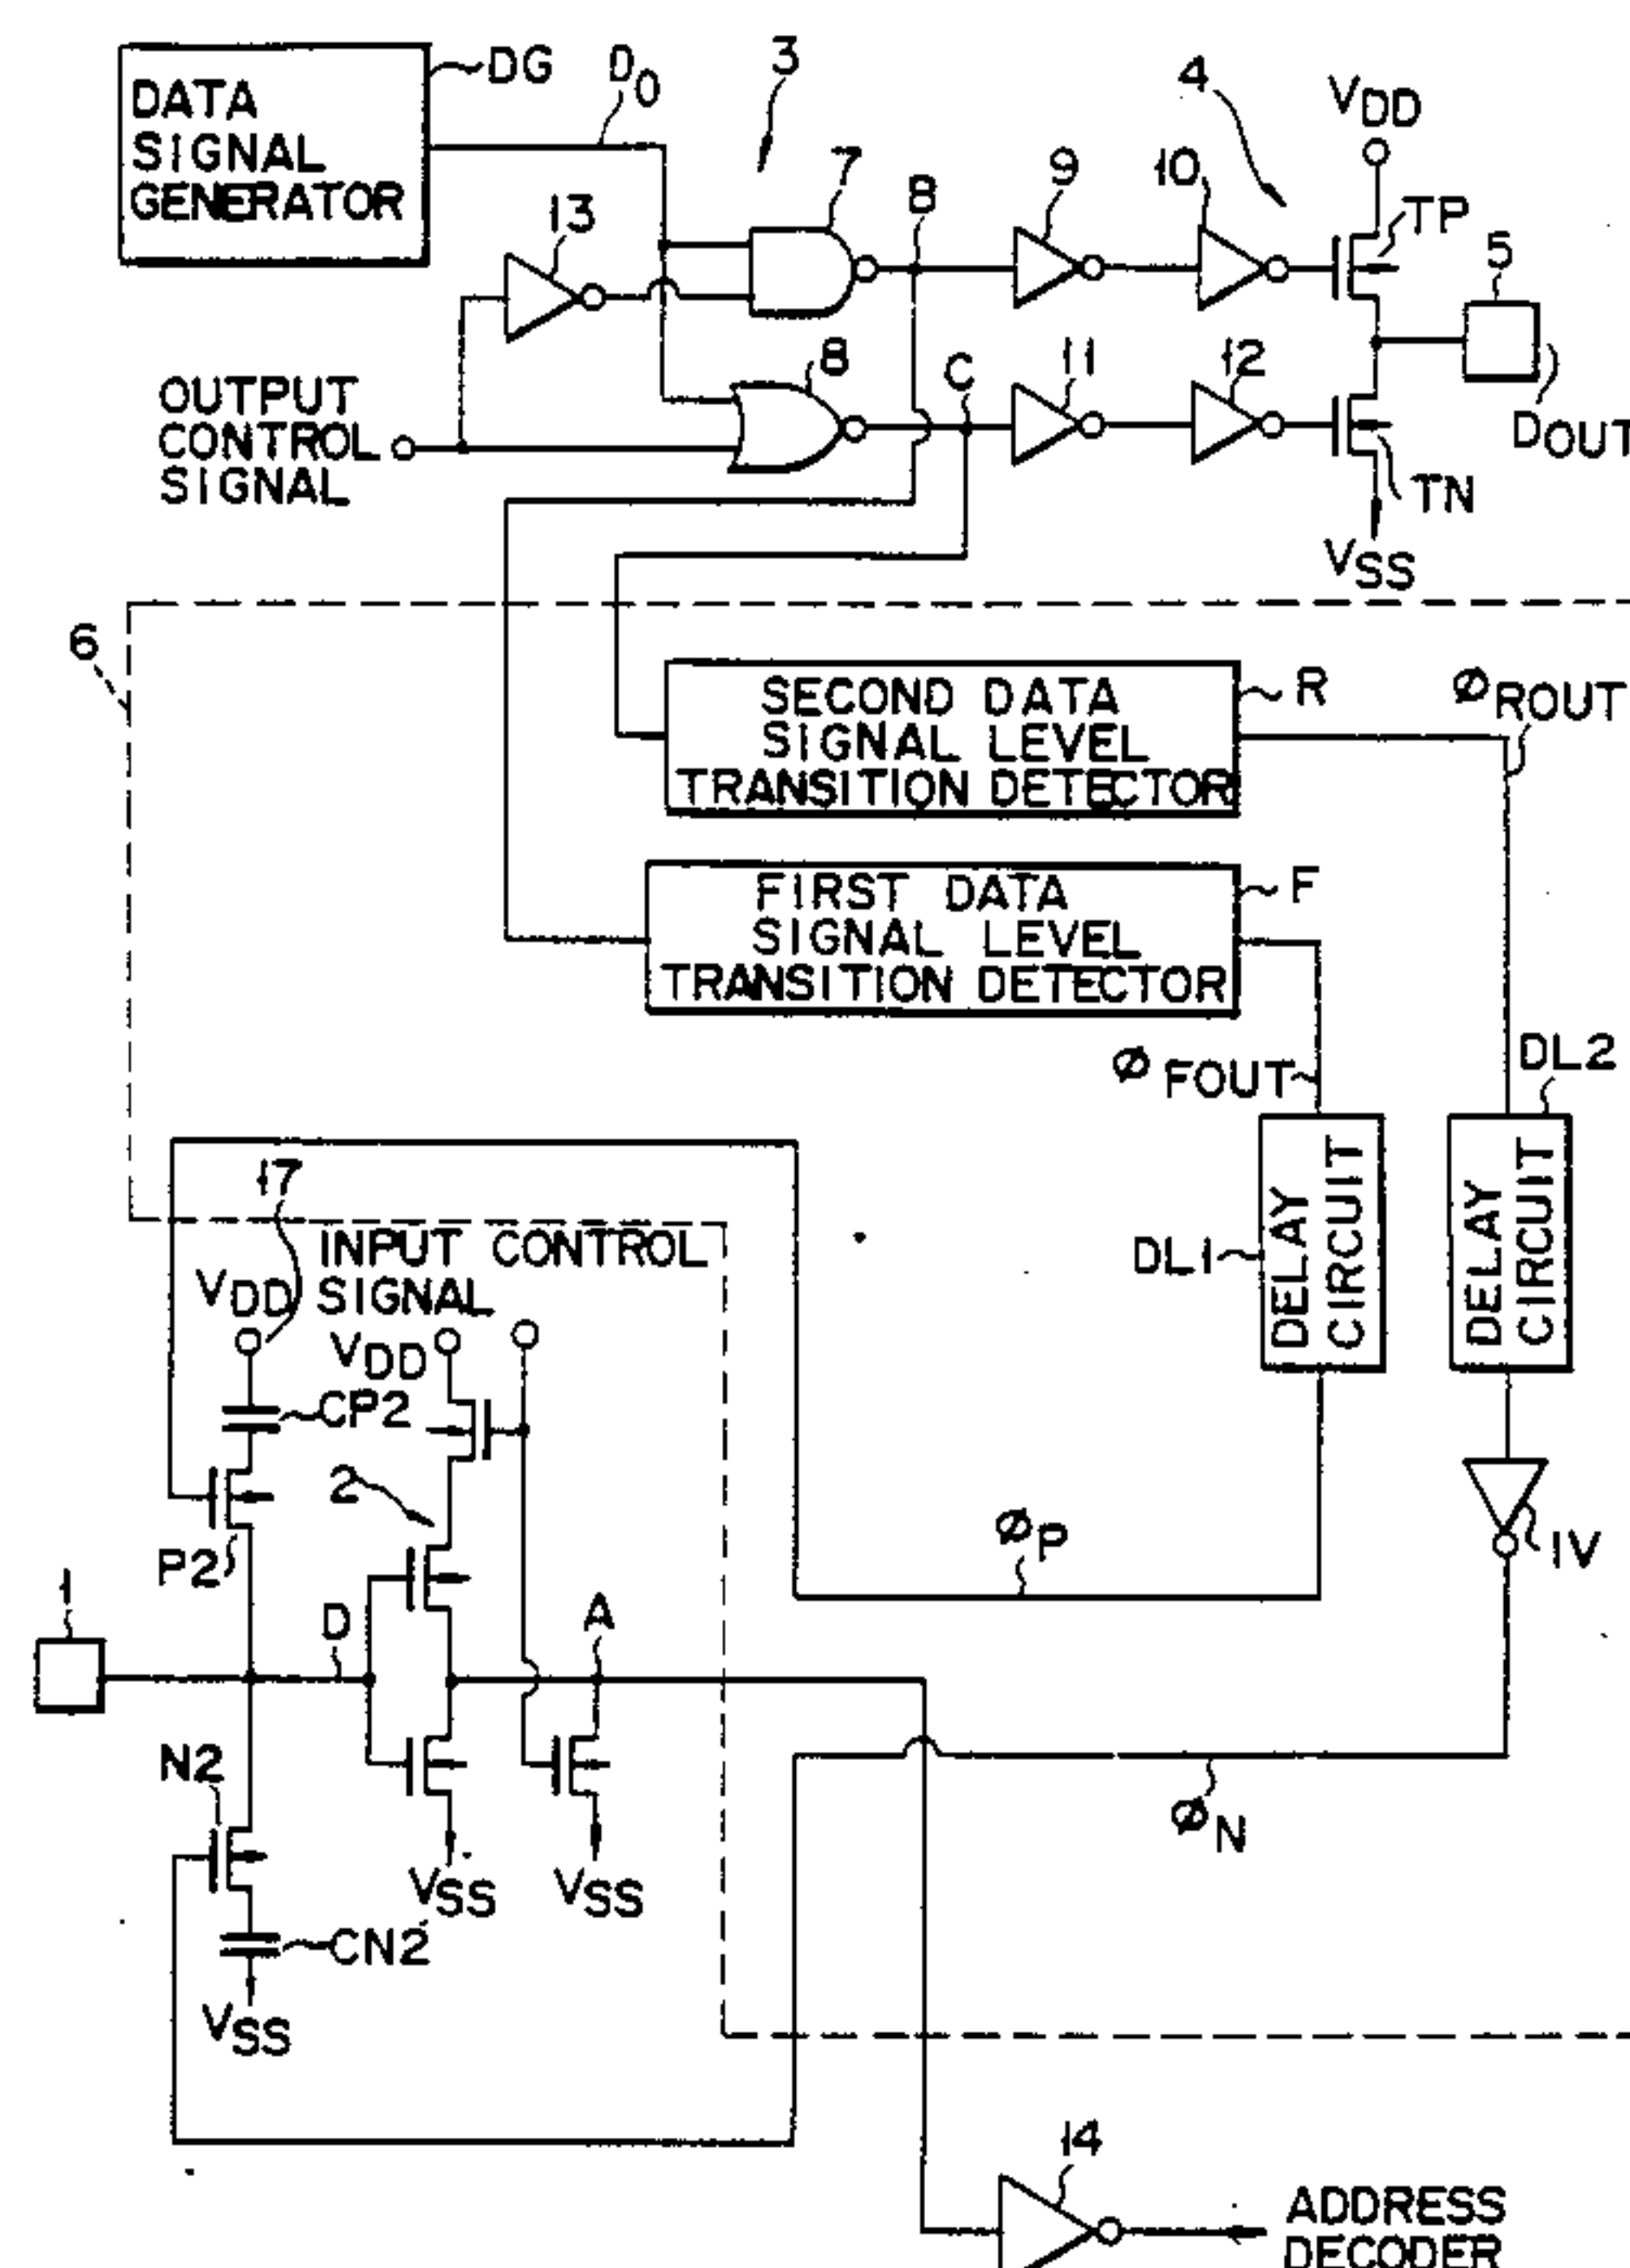 DATA
SIGNAL
GENERATOR
DG
D0
3
4
VDD
13
7
8
9
10
TP
5
OUTPUT
CONTROL
SIGNAL
8
C
11
12
DOUT
TN
VSS
6
SECOND DATA
SIGNAL LEVEL
TRANSITION DETECTOR
R
ØROUT
FIRST DATA
SIGNAL LEVEL
TRANSITION DETECTOR
F
ØFOUT
DL2
17
INPUT CONTROL
SIGNAL
VDD
VDD
DL1
DELAY
CIRCUIT
DELAY
CIRCUIT
CP2
2
P2
ØP
IV
1
D
A
N2
ØN
VSS
VSS
CN2
VSS
14
ADDRESS
DECODER